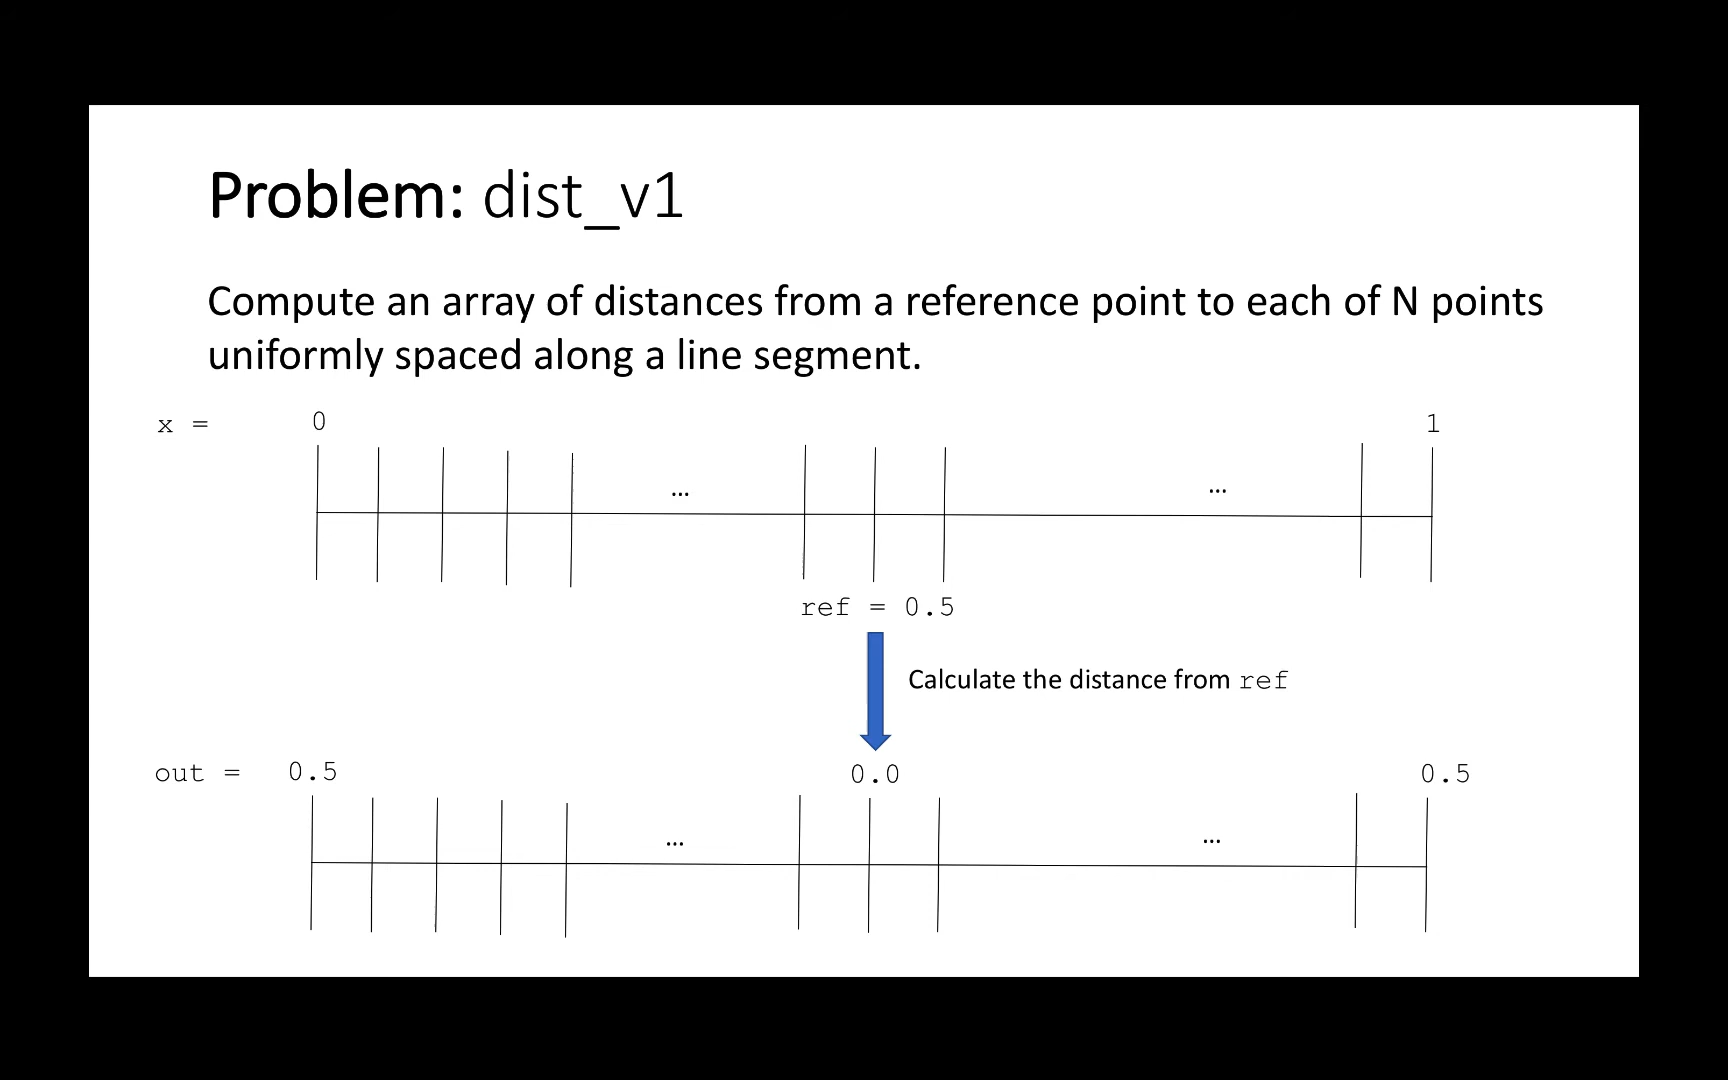 Problem: dist_v1
Compute an array of distances from a reference point to each of N points
uniformly spaced along a line segment.
x = 0 1
... ...
ref = 0.5
Calculate the distance from ref
out = 0.5 0.0 0.5
... ...